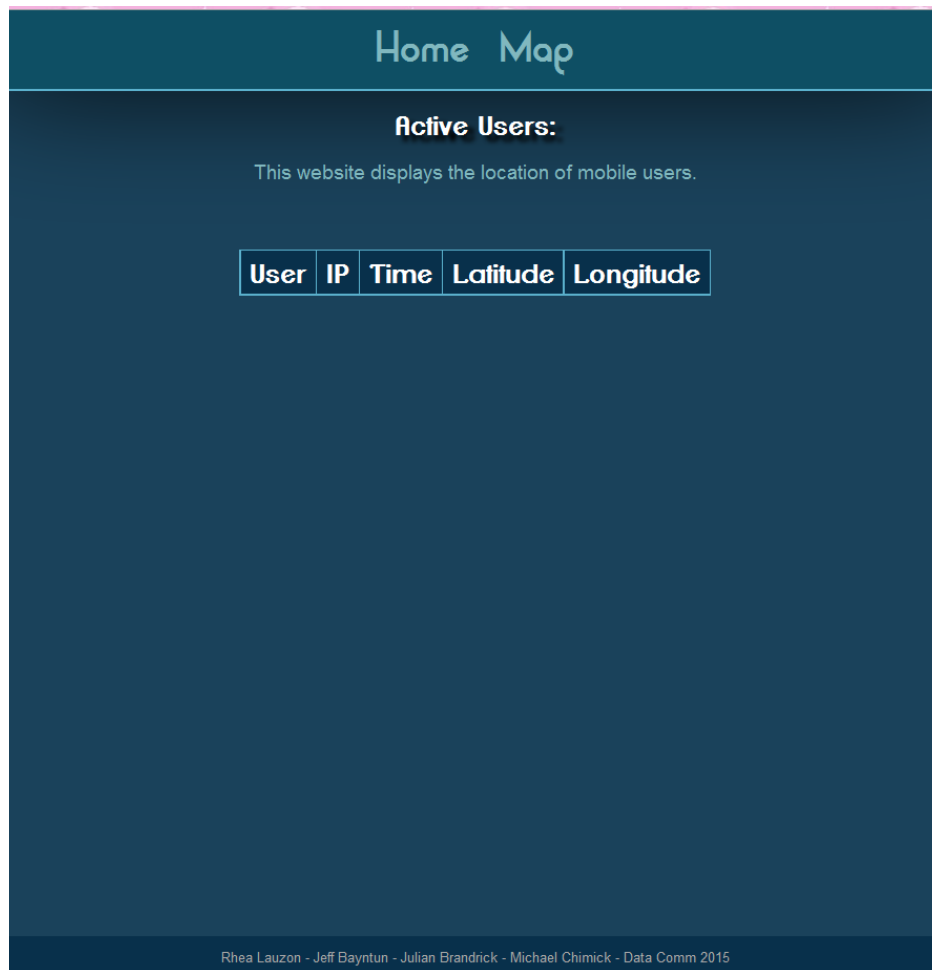 Home Map
Active Users:
This website displays the location of mobile users.
User IP Time Latitude Longitude
Rhea Lauzon - Jeff Bayntun - Julian Brandrick - Michael Chimick - Data Comm 2015